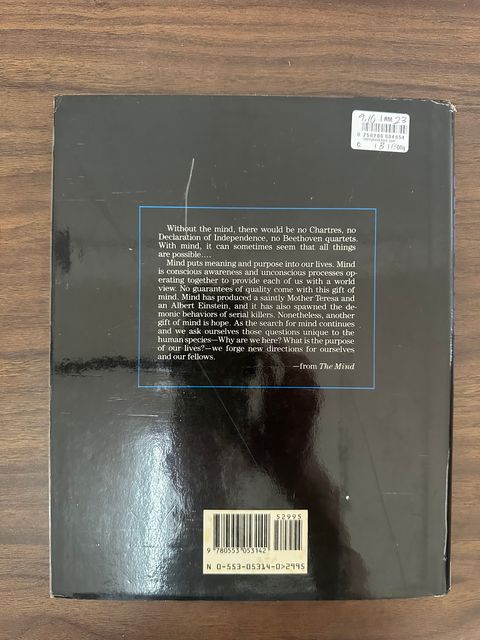 Without the mind, there would be no Chartres, no
Declaration of Independence, no Beethoven quartets.
With mind, it can sometimes seem that all things
are possible....
Mind puts meaning and purpose into our lives. Mind
is conscious awareness and unconscious processes op-
erating together to provide each of us with a world
view. No guarantees of quality come with this gift of
mind. Mind has produced a saintly Mother Teresa and
an Albert Einstein, and it has also spawned the de-
monic behaviors of serial killers. Nonetheless, another
gift of mind is hope. As the search for mind continues
and we ask ourselves those questions unique to the
human species—Why are we here? What is the purpose
of our lives?—we forge new directions for ourselves
and our fellows.
—from The Mind
52995
9 780553 053142
N 0-553-05314-0>2995